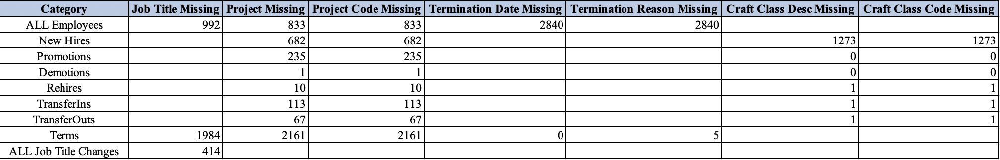 Category Job Title Missing Project Missing Project Code Missing Termination Date Missing Termination Reason Missing Craft Class Desc Missing Craft Class Code Missing
ALL Employees 992 833 833 2840 2840
New Hires 682 682 1273 1273
Promotions 235 235 0 0
Demotions 1 1 0 0
Rehires 10 10 1 1
TransferIns 113 113 1 1
TransferOuts 67 67 1 1
Terms 1984 2161 2161 0 5
ALL Job Title Changes 414